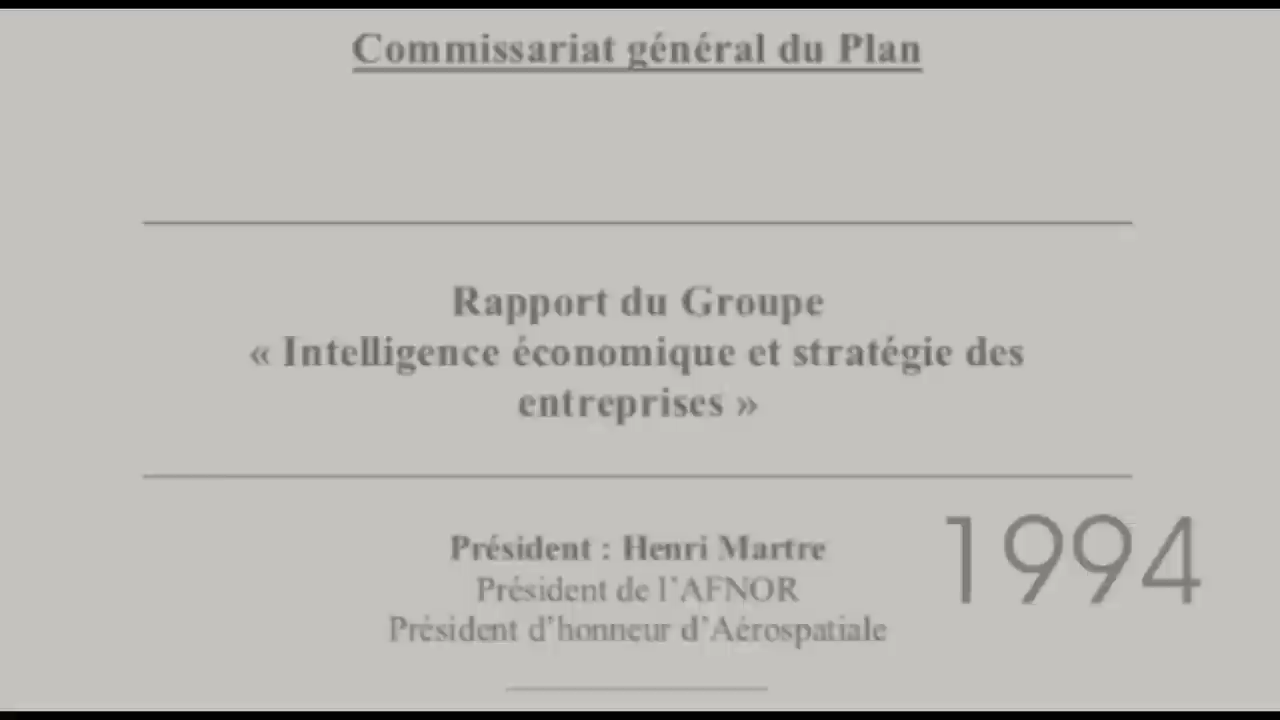 Commissariat général du Plan
Rapport du Groupe
« Intelligence économique et stratégie des
entreprises »
Président : Henri Martre
Président de l’AFNOR
Président d’honneur d’Aérospatiale
1994